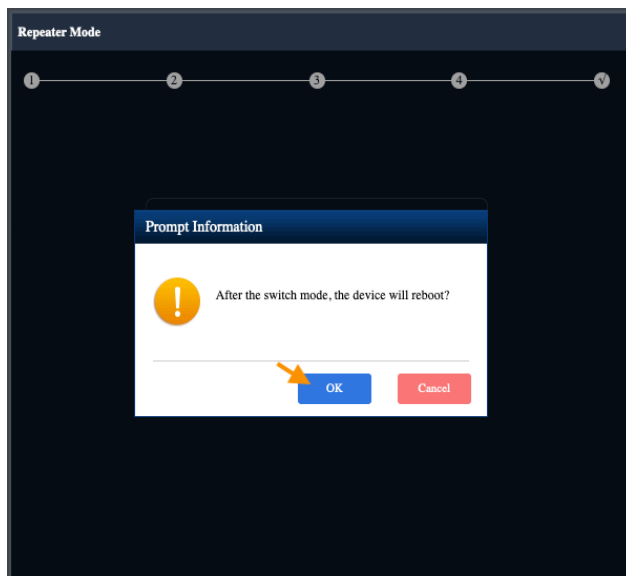 Repeater Mode
1 2 3 4 √
Prompt Information
! After the switch mode, the device will reboot?
OK Cancel